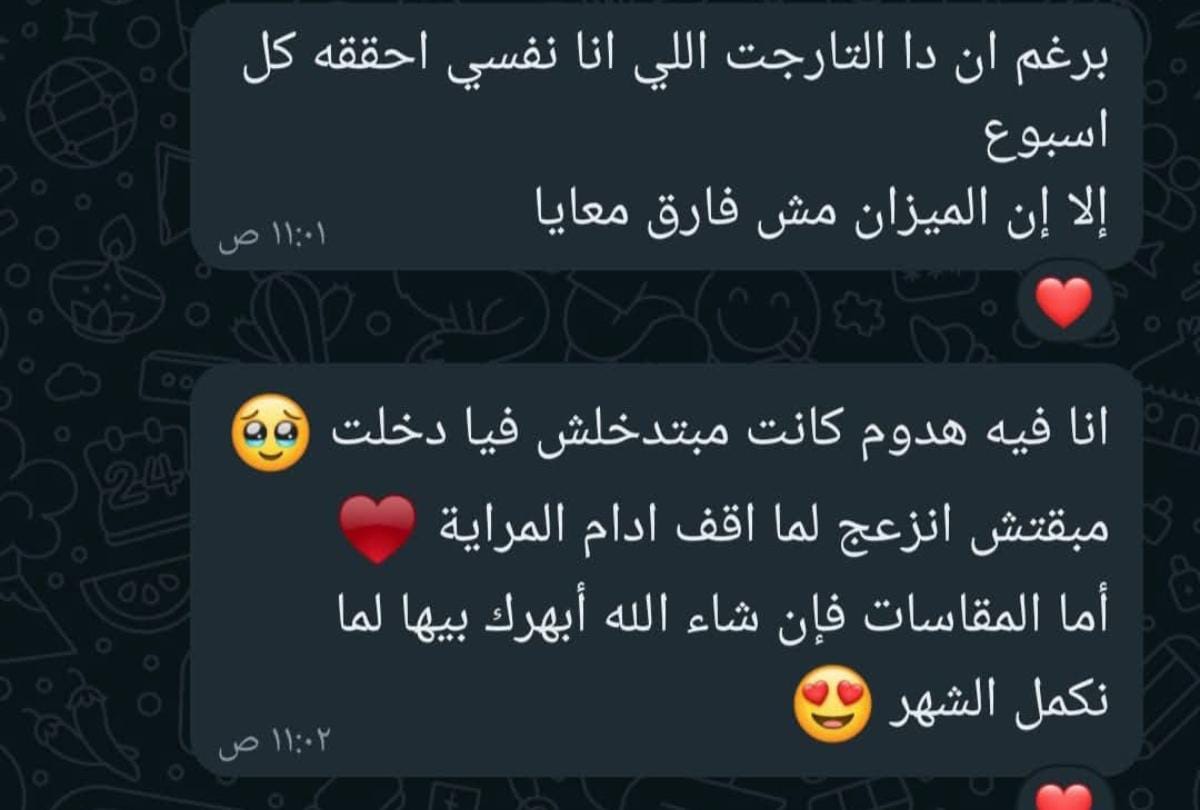 برغم ان دا التارجت اللي انا نفسي احققه كل
اسبوع
إلا إن الميزان مش فارق معايا
١١:٠١ ص
❤️
انا فيه هدوم كانت مبتدخلش فيا دخلت 🥹
مبقتش انزعج لما اقف ادام المراية ♥️
أما المقاسات فإن شاء الله أبهرك بيها لما
نكمل الشهر 😍
١١:٠٢ ص
❤️